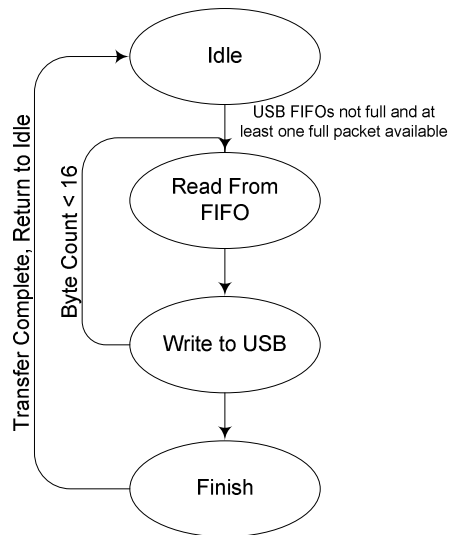 Idle
USB FIFOs not full and at
least one full packet available
Read From
FIFO
Byte Count < 16
Transfer Complete, Return to Idle
Write to USB
Finish